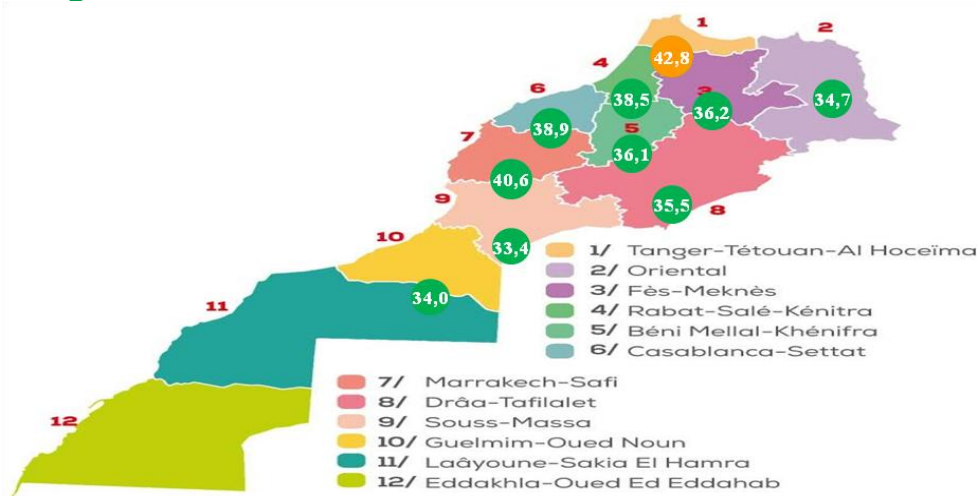 1
2
42,8
4
3
38,5
34,7
6
36,2
38,9
5
7
36,1
40,6
9
35,5
8
10
33,4
1/ Tanger-Tétouan-Al Hoceïma
2/ Oriental
34,0
3/ Fès-Meknès
11
4/ Rabat-Salé-Kénitra
5/ Béni Mellal-Khénifra
6/ Casablanca-Settat
7/ Marrakech-Safi
8/ Drâa-Tafilalet
12
9/ Souss-Massa
10/ Guelmim-Oued Noun
11/ Laâyoune-Sakia El Hamra
12/ Eddakhla-Oued Ed Eddahab